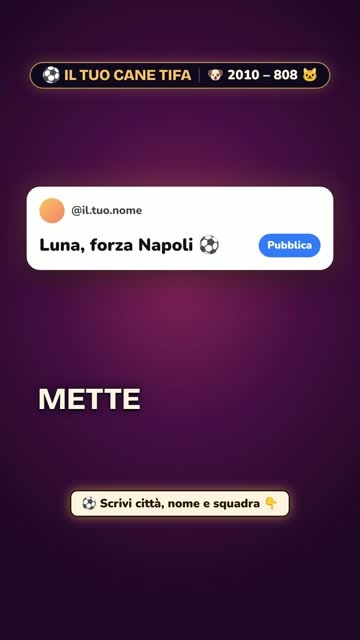 ⚽ IL TUO CANE TIFA | 🐶 2010 – 808 🐱
@il.tuo.nome
Luna, forza Napoli ⚽
Pubblica
METTE
⚽ Scrivi città, nome e squadra 👇